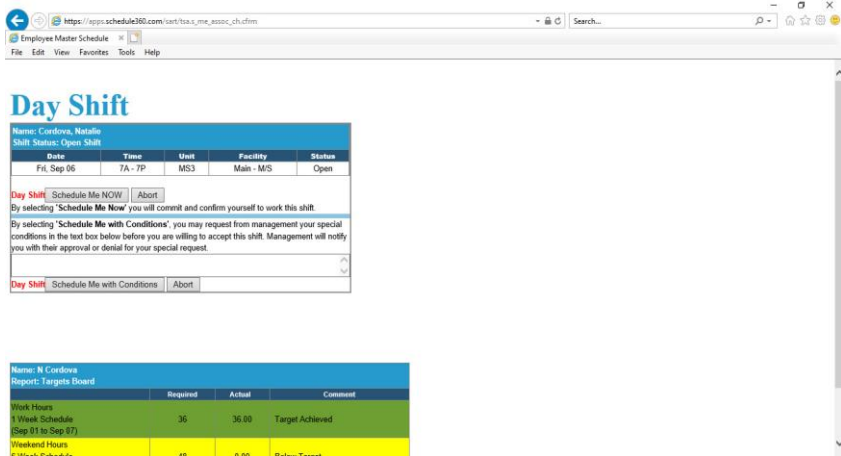 https://apps.schedule360.com/cart/tsa.s_me_assoc_ch.cfm
Search...
Employee Master Schedule
File Edit View Favorites Tools Help
Day Shift
Name: Cordova, Natalie
Shift Status: Open Shift
Date Time Unit Facility Status
Fri, Sep 06 7A - 7P MS3 Main - M/S Open
Day Shift Schedule Me NOW Abort
By selecting 'Schedule Me Now' you will commit and confirm yourself to work this shift.
By selecting 'Schedule Me with Conditions', you may request from management your special
conditions in the text box below before you are willing to accept this shift. Management will notify
you with their approval or denial for your special request.
Day Shift Schedule Me with Conditions Abort
Name: N Cordova
Report: Targets Board
Required Actual Comment
Work Hours
1 Week Schedule 36 36.00 Target Achieved
(Sep 01 to Sep 07)
Weekend Hours
Week Schedule 48 0.00 Below Target